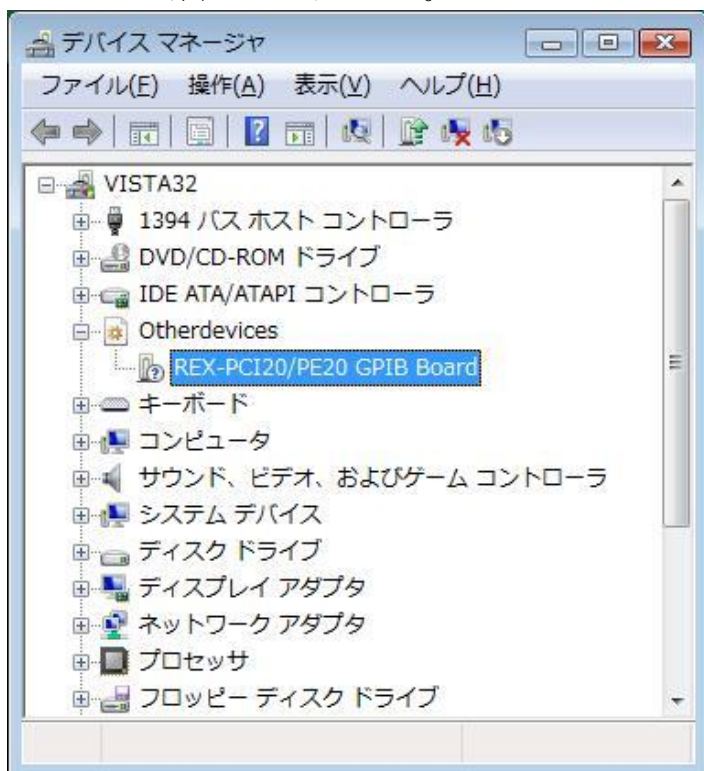 デバイス マネージャ
ファイル(F) 操作(A) 表示(V) ヘルプ(H)
VISTA32
1394 バス ホスト コントローラ
DVD/CD-ROM ドライブ
IDE ATA/ATAPI コントローラ
Otherdevices
REX-PCI20/PE20 GPIB Board
キーボード
コンピュータ
サウンド、ビデオ、およびゲーム コントローラ
システム デバイス
ディスク ドライブ
ディスプレイ アダプタ
ネットワーク アダプタ
プロセッサ
フロッピー ディスク ドライブ